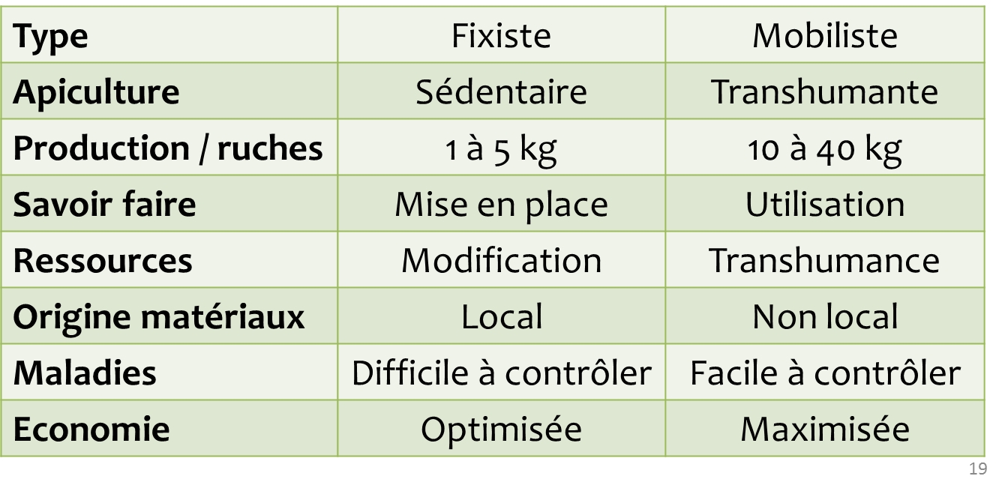 Type Fixiste Mobiliste
Apiculture Sédentaire Transhumante
Production / ruches 1 à 5 kg 10 à 40 kg
Savoir faire Mise en place Utilisation
Ressources Modification Transhumance
Origine matériaux Local Non local
Maladies Difficile à contrôler Facile à contrôler
Economie Optimisée Maximisée
19